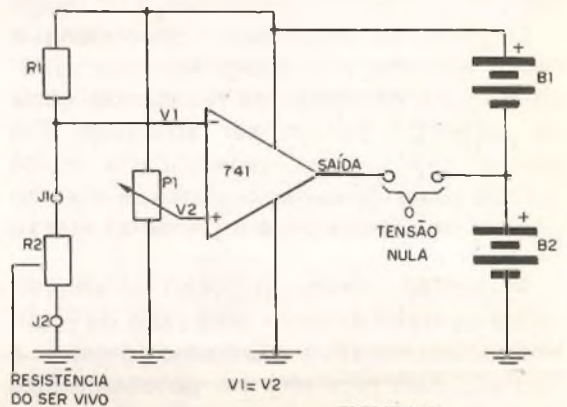 R1
B1
+
V1
-
741
SAÍDA
P1
V2
+
J1
0
TENSÃO
NULA
+
B2
R2
J2
RESISTÊNCIA
DO SER VIVO
V1= V2